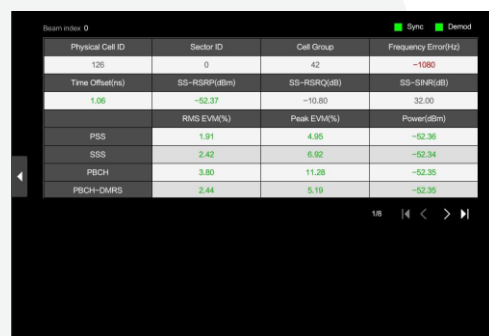 Beam index 0 Sync Demod
Physical Cell ID Sector ID Cell Group Frequency Error(Hz)
126 0 42 -1080
Time Offset(ns) SS-RSRP(dBm) SS-RSRQ(dB) SS-SINR(dB)
1.06 -52.37 -10.80 32.00
RMS EVM(%) Peak EVM(%) Power(dBm)
PSS 1.91 4.95 -52.36
SSS 2.42 6.92 -52.34
PBCH 3.80 11.28 -52.35
PBCH-DMRS 2.44 5.19 -52.35
1/8